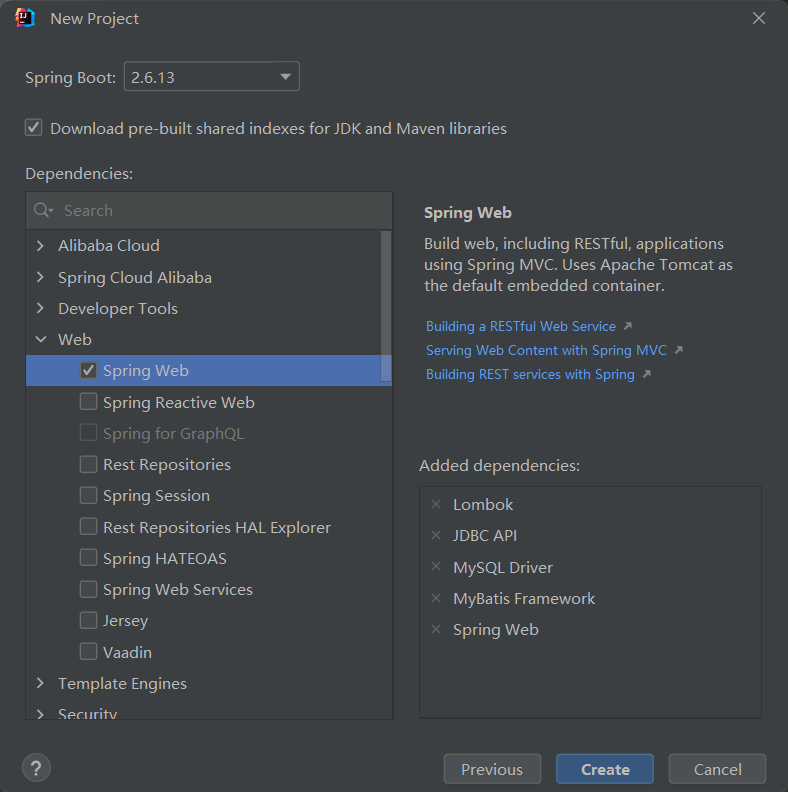 New Project
Spring Boot: 2.6.13
Download pre-built shared indexes for JDK and Maven libraries
Dependencies:
Search
Alibaba Cloud
Spring Cloud Alibaba
Developer Tools
Web
Spring Web
Spring Reactive Web
Spring for GraphQL
Rest Repositories
Spring Session
Rest Repositories HAL Explorer
Spring HATEOAS
Spring Web Services
Jersey
Vaadin
Template Engines
Security
Spring Web
Build web, including RESTful, applications
using Spring MVC. Uses Apache Tomcat as
the default embedded container.
Building a RESTful Web Service
Serving Web Content with Spring MVC
Building REST services with Spring
Added dependencies:
Lombok
JDBC API
MySQL Driver
MyBatis Framework
Spring Web
?
Previous
Create
Cancel